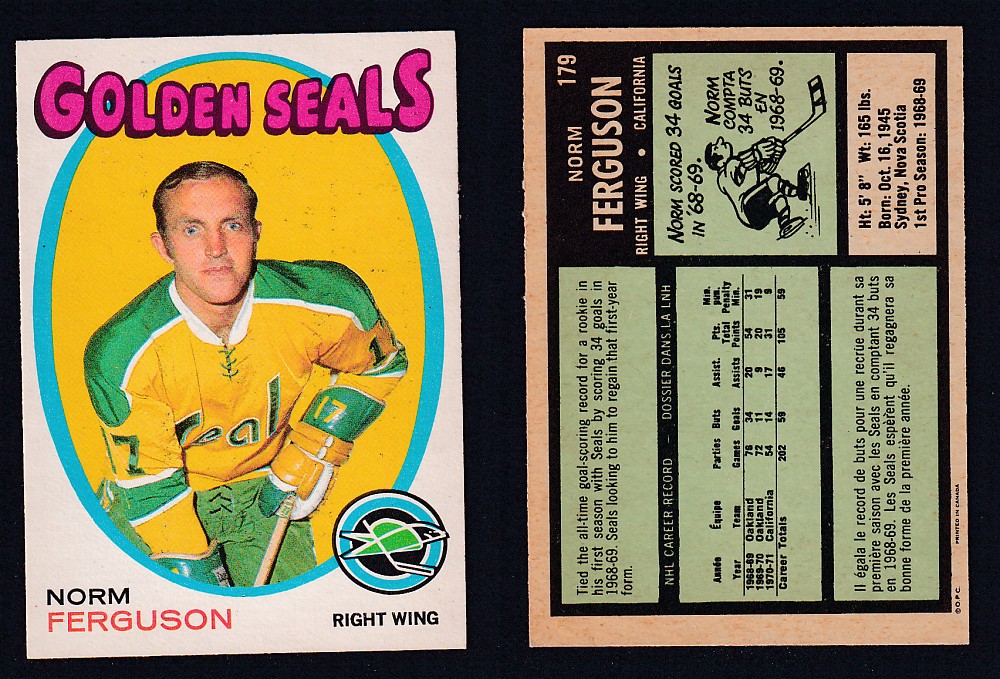 GOLDEN SEALS
17
17
Seal
17
NORM
FERGUSON
RIGHT WING
179
NORM
FERGUSON
RIGHT WING • CALIFORNIA
NORM SCORED 34 GOALS
IN '68-69.
NORM
COMPTA
34 BUTS
EN
1968-69.
Ht: 5' 8" Wt: 165 lbs.
Born: Oct. 16, 1945
Sydney, Nova Scotia
1st Pro Season: 1968-69
Tied the all-time goal-scoring record for a rookie in
his first season with Seals by scoring 34 goals in
1968-69. Seals looking to him to regain that first-year
form.
NHL CAREER RECORD — DOSSIER DANS LA LNH
Année Équipe Parties Buts Assist. Pts. Min. pun.
Year Team Games Goals Assists Total Points Penalty Min.
1968-69 Oakland 76 34 20 54 31
1969-70 Oakland 72 11 9 20 19
1970-71 California 54 14 17 31 9
Career Totals 202 59 46 105 59
Il égala le record de buts pour une recrue durant sa
première saison avec les Seals en comptant 34 buts
en 1968-69. Les Seals espèrent qu'il regagnera sa
bonne forme de la première année.
© O.P.C. PRINTED IN CANADA